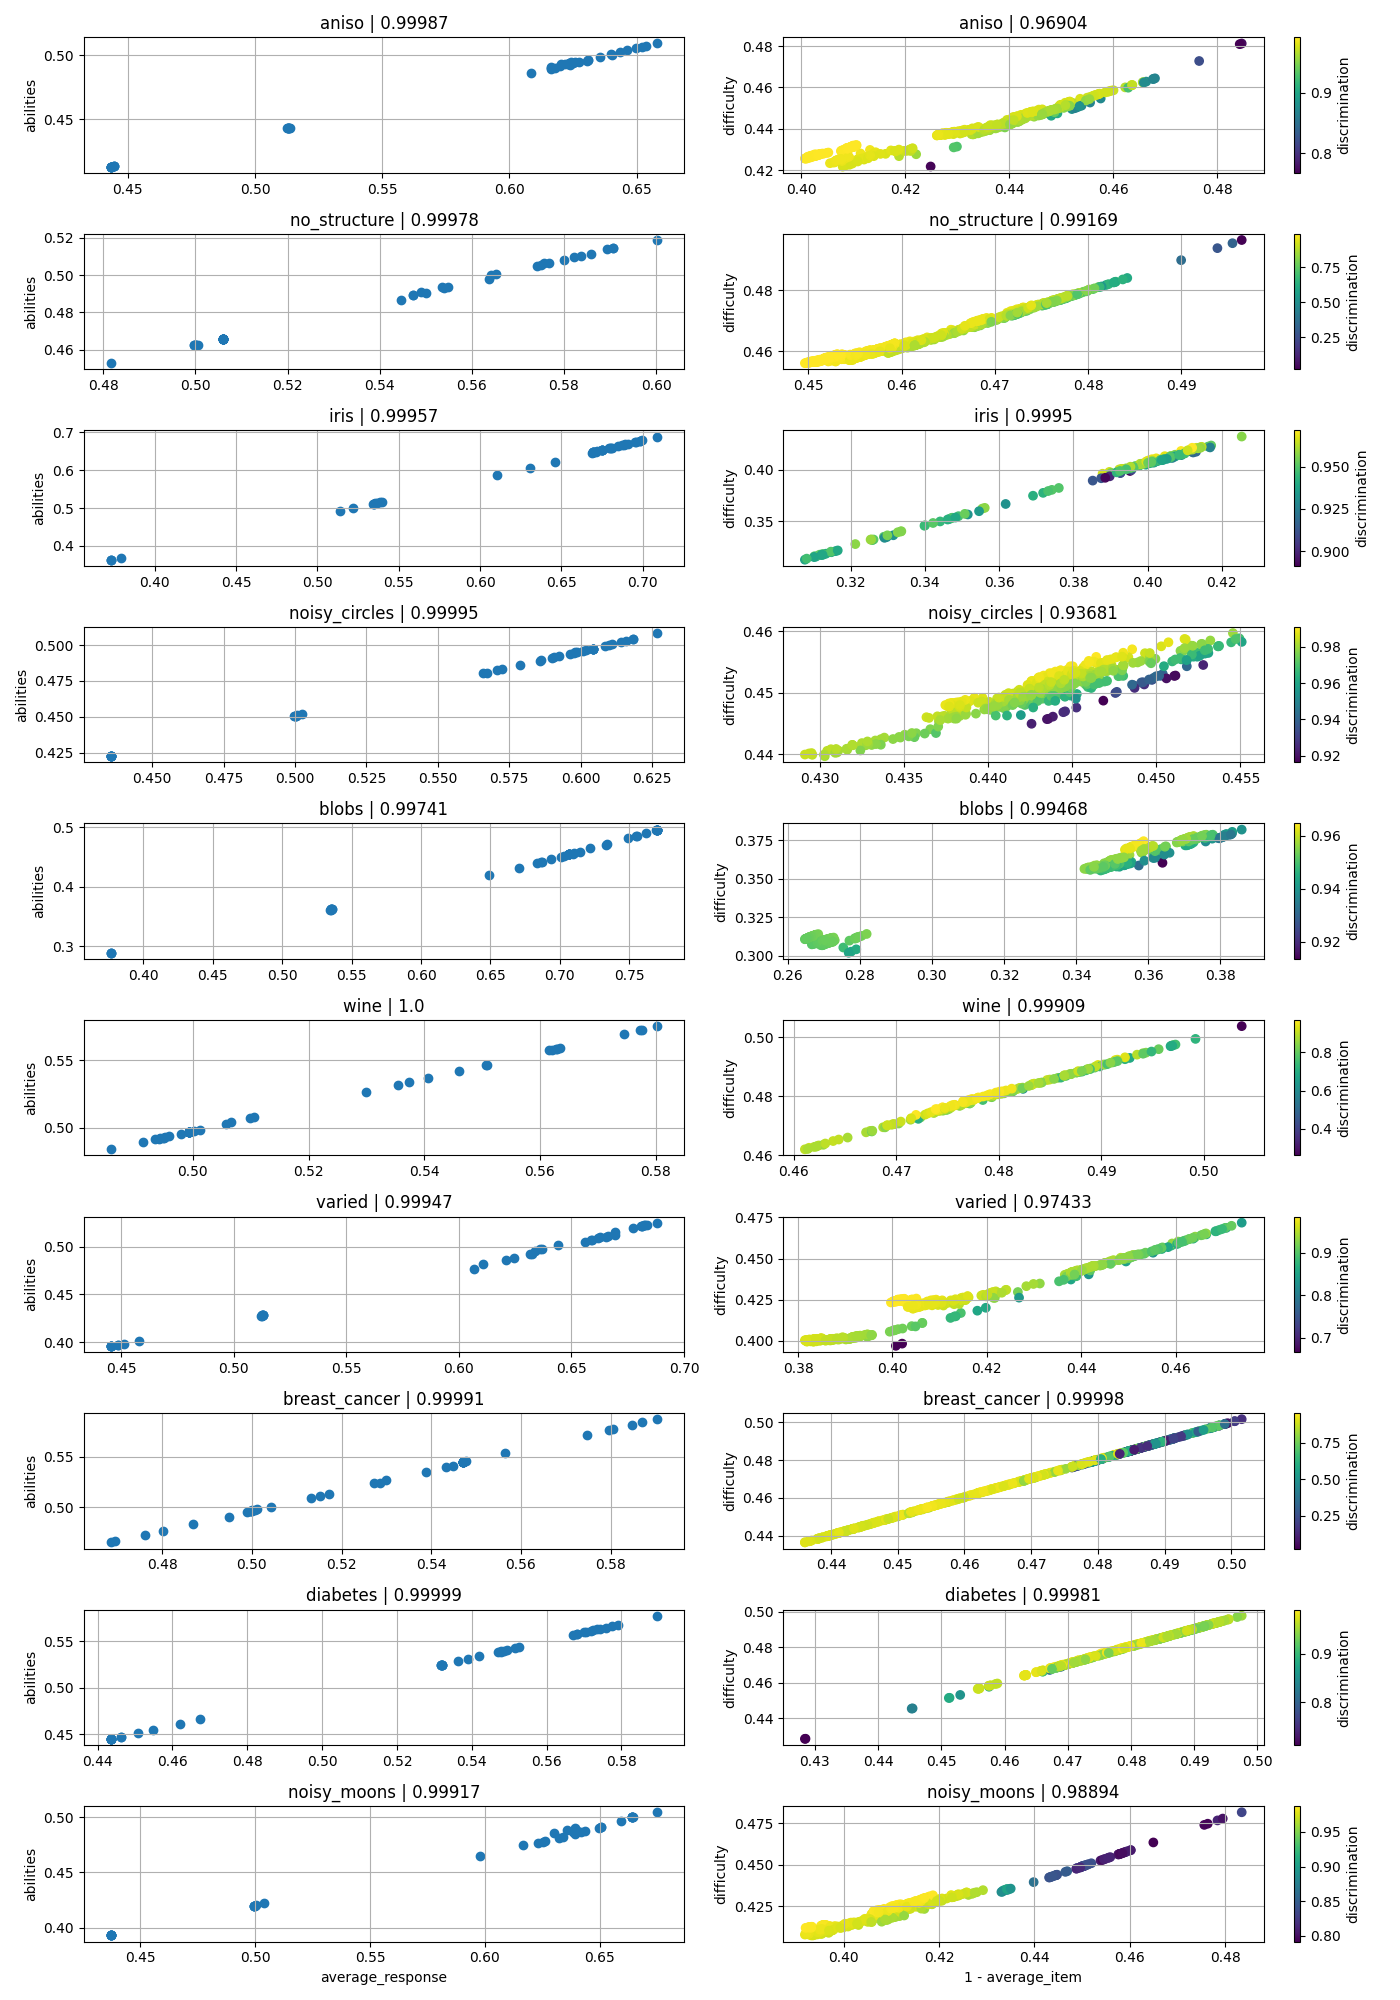 aniso | 0.99987
aniso | 0.96904
abilities
0.50
0.45
0.45 0.50 0.55 0.60 0.65
difficulty
0.48
0.46
0.44
0.42
0.40 0.42 0.44 0.46 0.48
0.9
0.8
discrimination
no_structure | 0.99978
no_structure | 0.99169
abilities
0.52
0.50
0.48
0.46
0.48 0.50 0.52 0.54 0.56 0.58 0.60
difficulty
0.48
0.46
0.45 0.46 0.47 0.48 0.49
0.75
0.50
0.25
discrimination
iris | 0.99957
iris | 0.9995
abilities
0.7
0.6
0.5
0.4
0.40 0.45 0.50 0.55 0.60 0.65 0.70
difficulty
0.40
0.35
0.32 0.34 0.36 0.38 0.40 0.42
0.950
0.925
0.900
discrimination
noisy_circles | 0.99995
noisy_circles | 0.93681
abilities
0.500
0.475
0.450
0.425
0.450 0.475 0.500 0.525 0.550 0.575 0.600 0.625
difficulty
0.46
0.45
0.44
0.430 0.435 0.440 0.445 0.450 0.455
0.98
0.96
0.94
0.92
discrimination
blobs | 0.99741
blobs | 0.99468
abilities
0.5
0.4
0.3
0.40 0.45 0.50 0.55 0.60 0.65 0.70 0.75
difficulty
0.375
0.350
0.325
0.300
0.26 0.28 0.30 0.32 0.34 0.36 0.38
0.96
0.94
0.92
discrimination
wine | 1.0
wine | 0.99909
abilities
0.55
0.50
0.50 0.52 0.54 0.56 0.58
difficulty
0.50
0.48
0.46
0.46 0.47 0.48 0.49 0.50
0.8
0.6
0.4
discrimination
varied | 0.99947
varied | 0.97433
abilities
0.50
0.45
0.40
0.45 0.50 0.55 0.60 0.65 0.70
difficulty
0.475
0.450
0.425
0.400
0.38 0.40 0.42 0.44 0.46
0.9
0.8
0.7
discrimination
breast_cancer | 0.99991
breast_cancer | 0.99998
abilities
0.55
0.50
0.48 0.50 0.52 0.54 0.56 0.58
difficulty
0.50
0.48
0.46
0.44
0.44 0.45 0.46 0.47 0.48 0.49 0.50
0.75
0.50
0.25
discrimination
diabetes | 0.99999
diabetes | 0.99981
abilities
0.55
0.50
0.45
0.44 0.46 0.48 0.50 0.52 0.54 0.56 0.58
difficulty
0.50
0.48
0.46
0.44
0.43 0.44 0.45 0.46 0.47 0.48 0.49 0.50
0.9
0.8
discrimination
noisy_moons | 0.99917
noisy_moons | 0.98894
abilities
0.50
0.45
0.40
0.45 0.50 0.55 0.60 0.65
average_response
difficulty
0.475
0.450
0.425
0.40 0.42 0.44 0.46 0.48
1 - average_item
0.95
0.90
0.85
0.80
discrimination